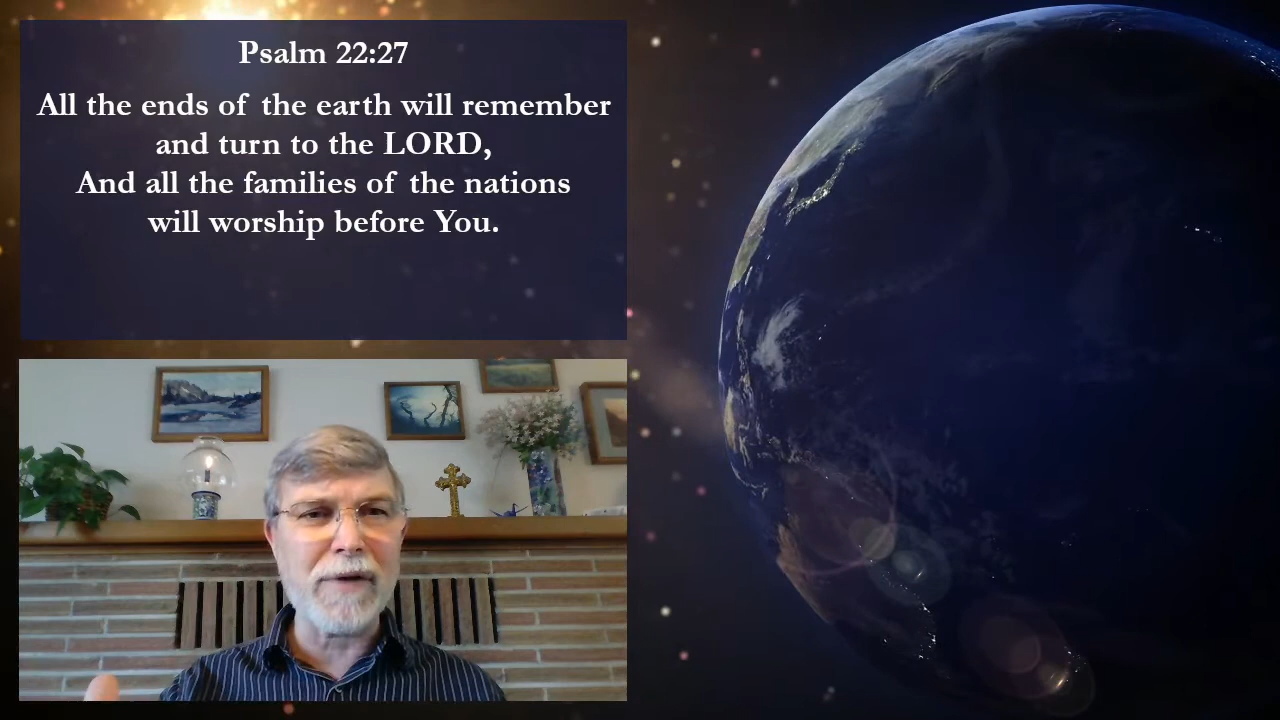 Psalm 22:27
All the ends of the earth will remember
and turn to the LORD,
And all the families of the nations
will worship before You.